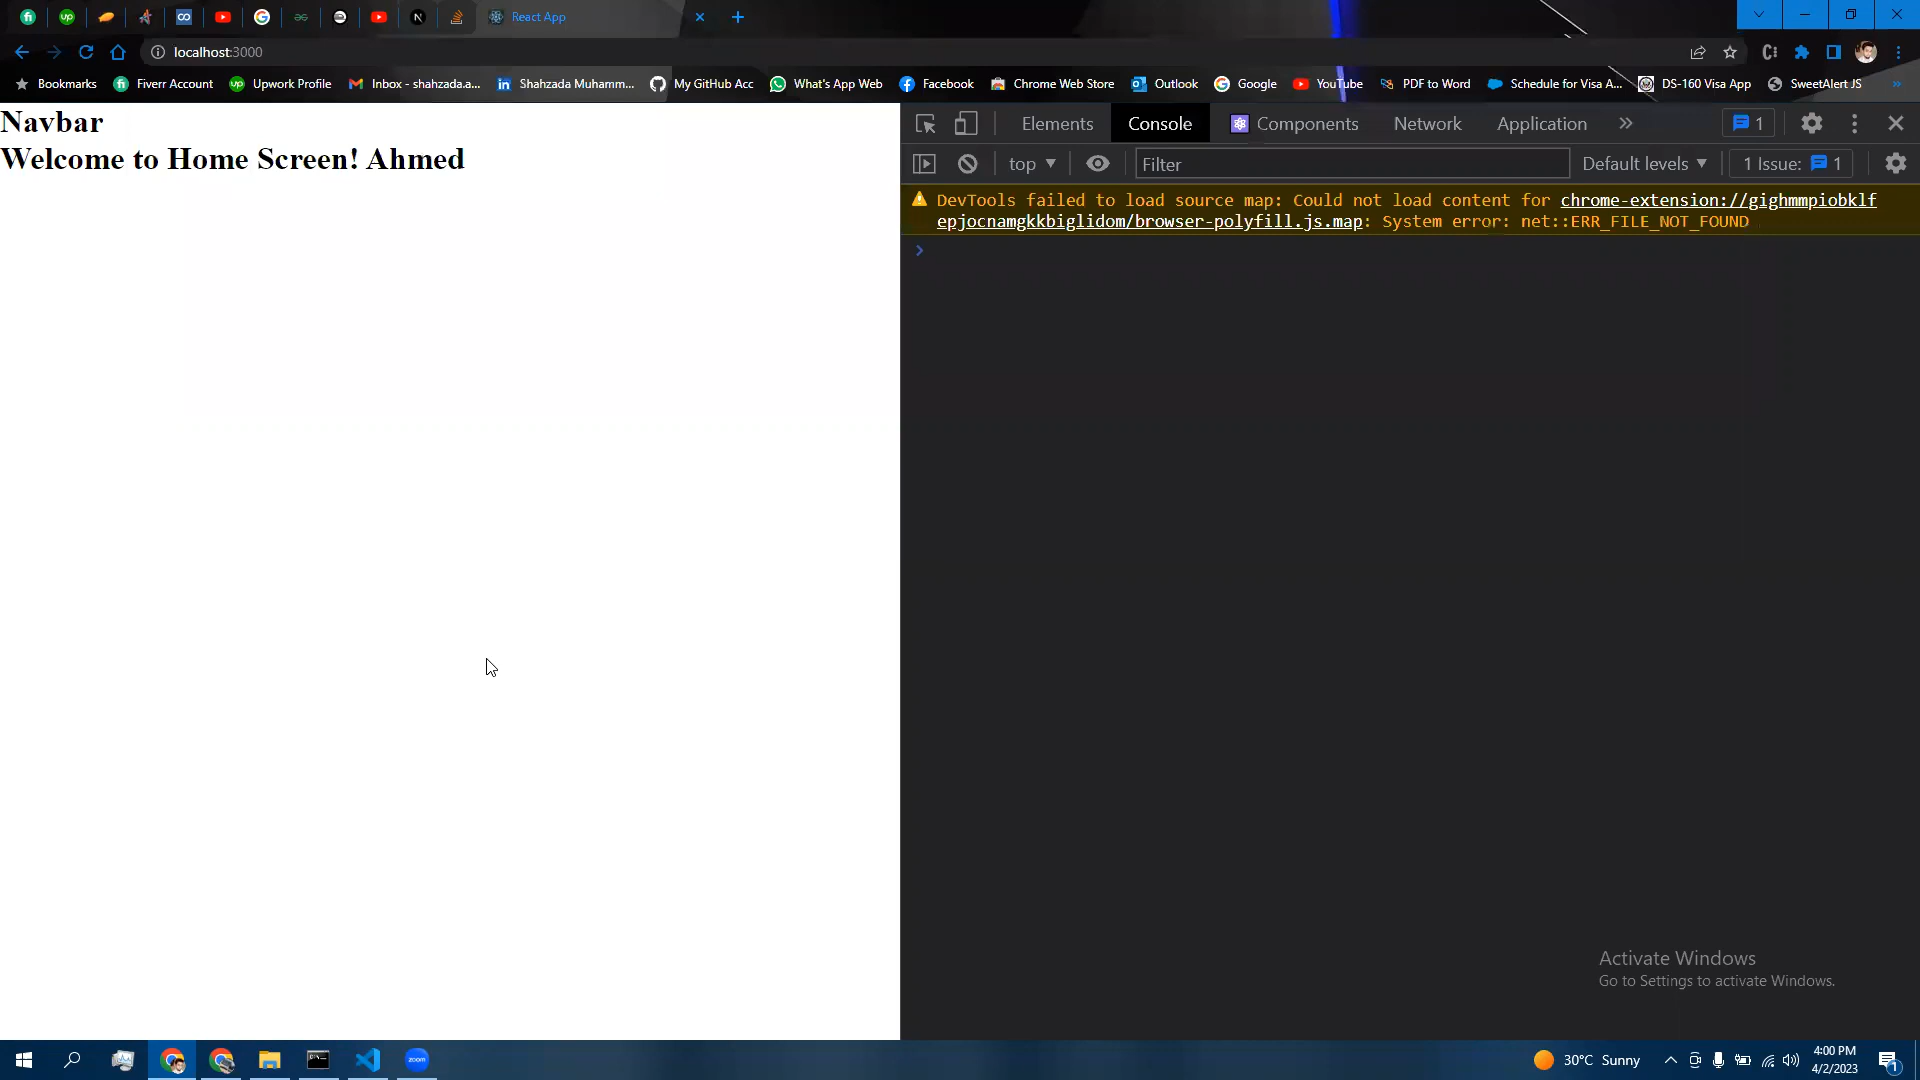 React App
localhost:3000
Bookmarks Fiverr Account Upwork Profile Inbox - shahzada.a... Shahzada Muhamm... My GitHub Acc What's App Web Facebook Chrome Web Store Outlook Google YouTube PDF to Word Schedule for Visa A... DS-160 Visa App SweetAlert JS »
Navbar
Welcome to Home Screen! Ahmed
Elements Console Components Network Application » 1
top Filter Default levels 1 Issue: 1
DevTools failed to load source map: Could not load content for chrome-extension://gighmmpiobklf
epjocnamgkkbiglidom/browser-polyfill.js.map: System error: net::ERR_FILE_NOT_FOUND
Activate Windows
Go to Settings to activate Windows.
zoom
30°C Sunny
4:00 PM
4/2/2023
1